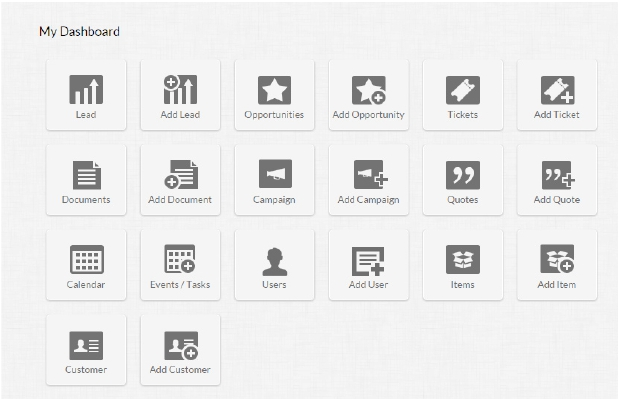 My Dashboard
Lead
Add Lead
Opportunities
Add Opportunity
Tickets
Add Ticket
Documents
Add Document
Campaign
Add Campaign
Quotes
Add Quote
Calendar
Events / Tasks
Users
Add User
Items
Add Item
Customer
Add Customer